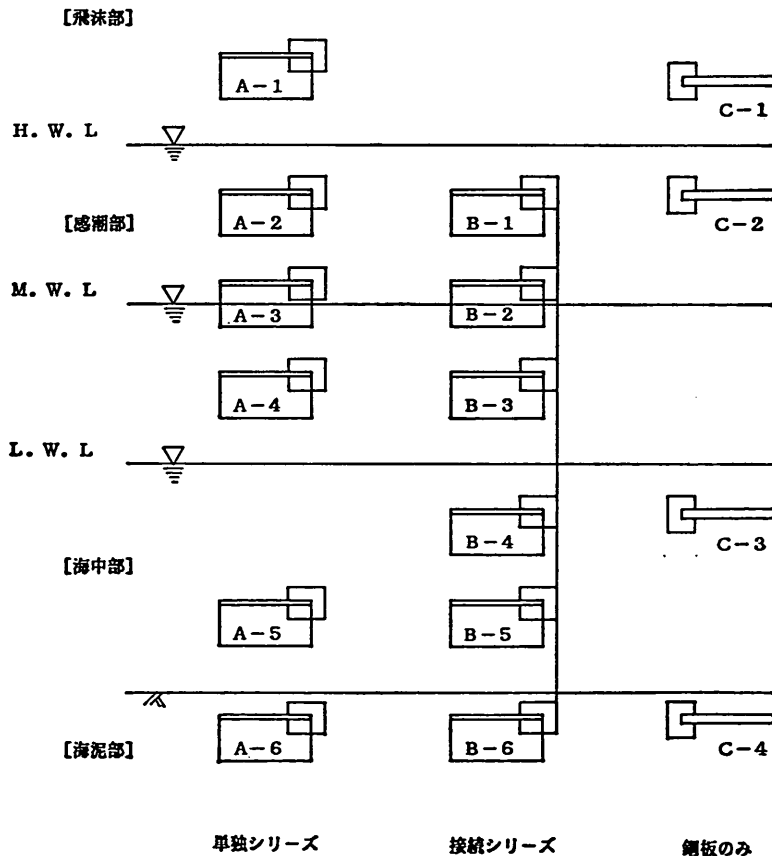 [飛沫部]
A-1
C-1
H. W. L
[感潮部]
A-2
B-1
C-2
M. W. L
A-3
B-2
A-4
B-3
L. W. L
B-4
C-3
[海中部]
A-5
B-5
[海泥部]
A-6
B-6
C-4
単独シリーズ
接続シリーズ
鋼板のみ